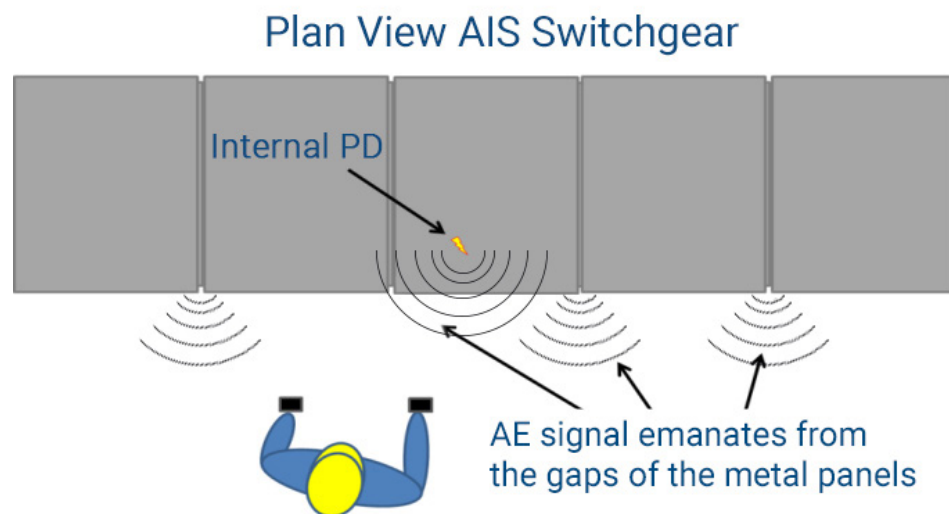 Plan View AIS Switchgear
Internal PD
AE signal emanates from
the gaps of the metal panels